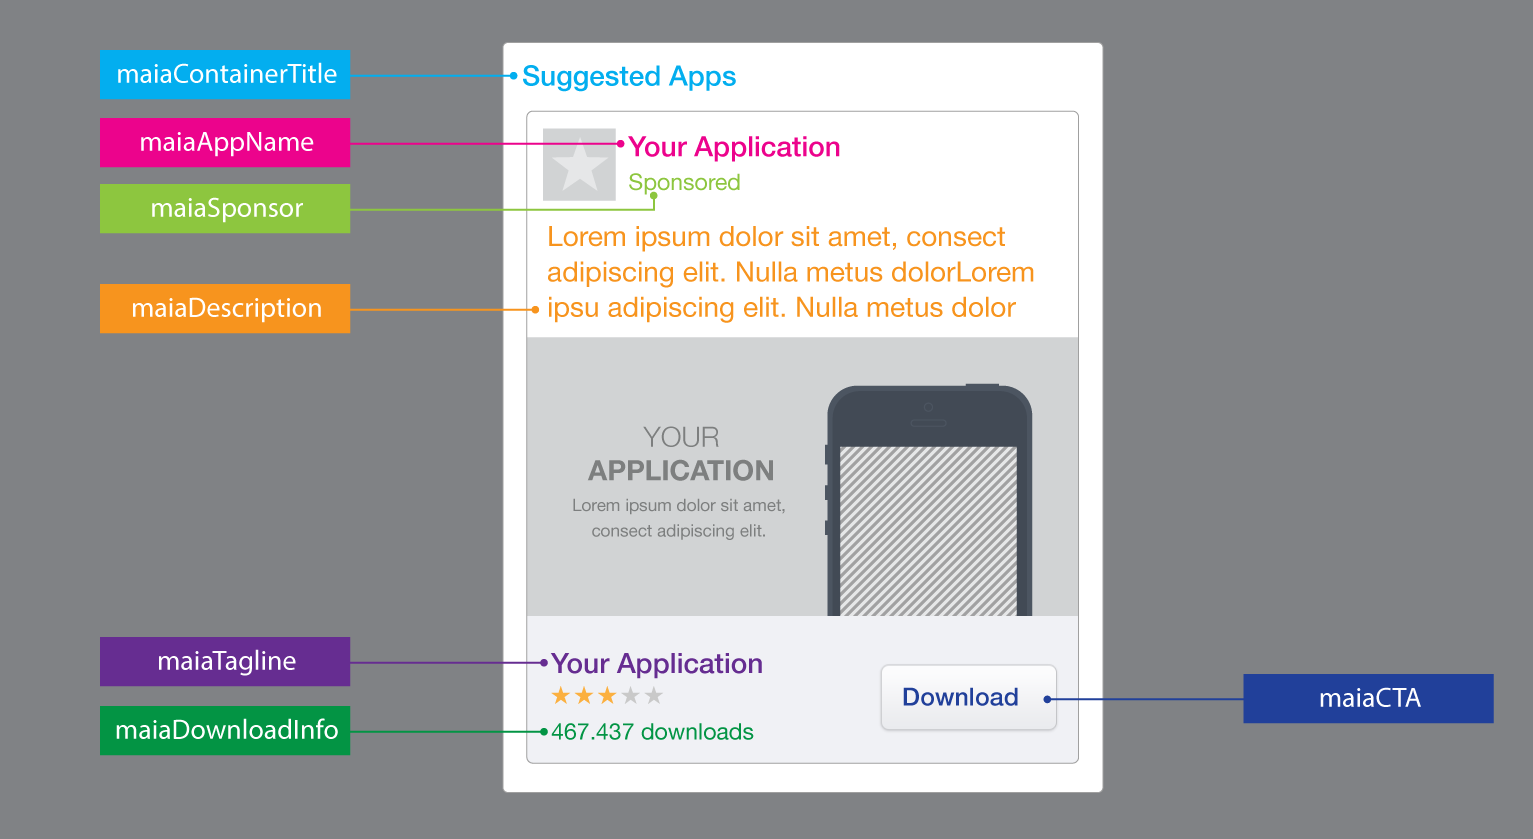 maiaContainerTitle
Suggested Apps
maiaAppName
Your Application
Sponsored
maiaSponsor
Lorem ipsum dolor sit amet, consect
adipiscing elit. Nulla metus dolorLorem
ipsu adipiscing elit. Nulla metus dolor
maiaDescription
YOUR
APPLICATION
Lorem ipsum dolor sit amet,
consect adipiscing elit.
maiaTagline
Your Application
Download
maiaCTA
maiaDownloadInfo
467.437 downloads